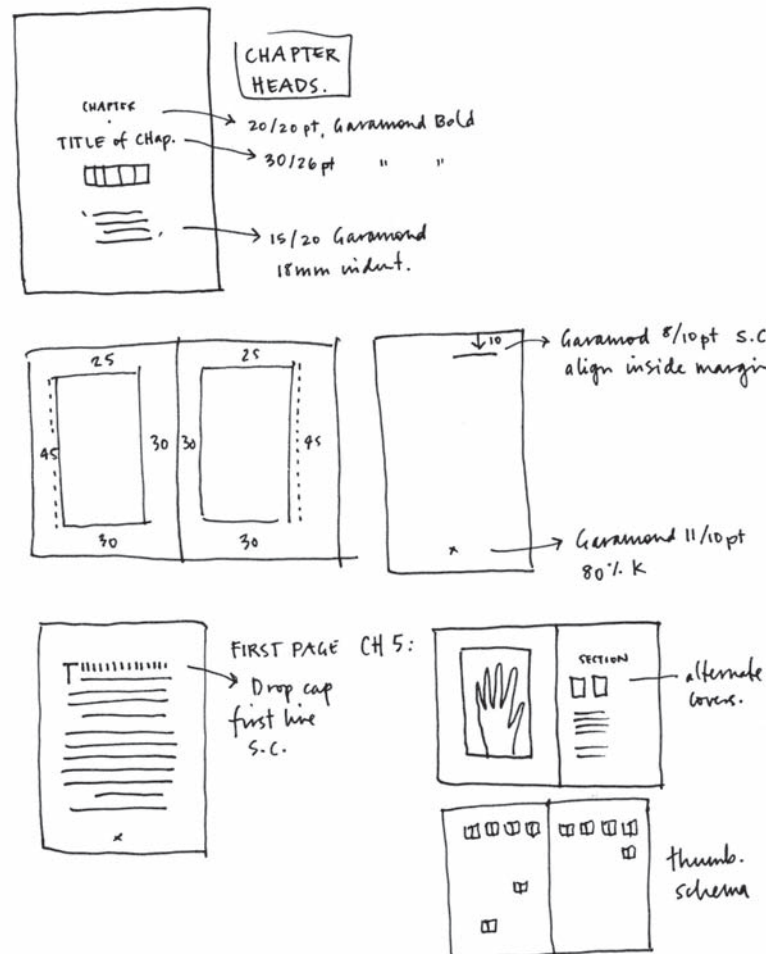 CHAPTER
HEADS.
CHAPTER
TITLE of CHap.
20/20 pt, Garamond Bold
30/26 pt " "
15/20 Garamond
18mm indent.
25
45
30
30
25
30
45
30
10
Garamod 8/10 pt S.C
align inside margin
x
Garamond 11/10pt
80% K
T
x
FIRST PAGE
Drop cap
first line
S.C.
CH 5:
SECTION
alternate
covers.
thumb.
schema